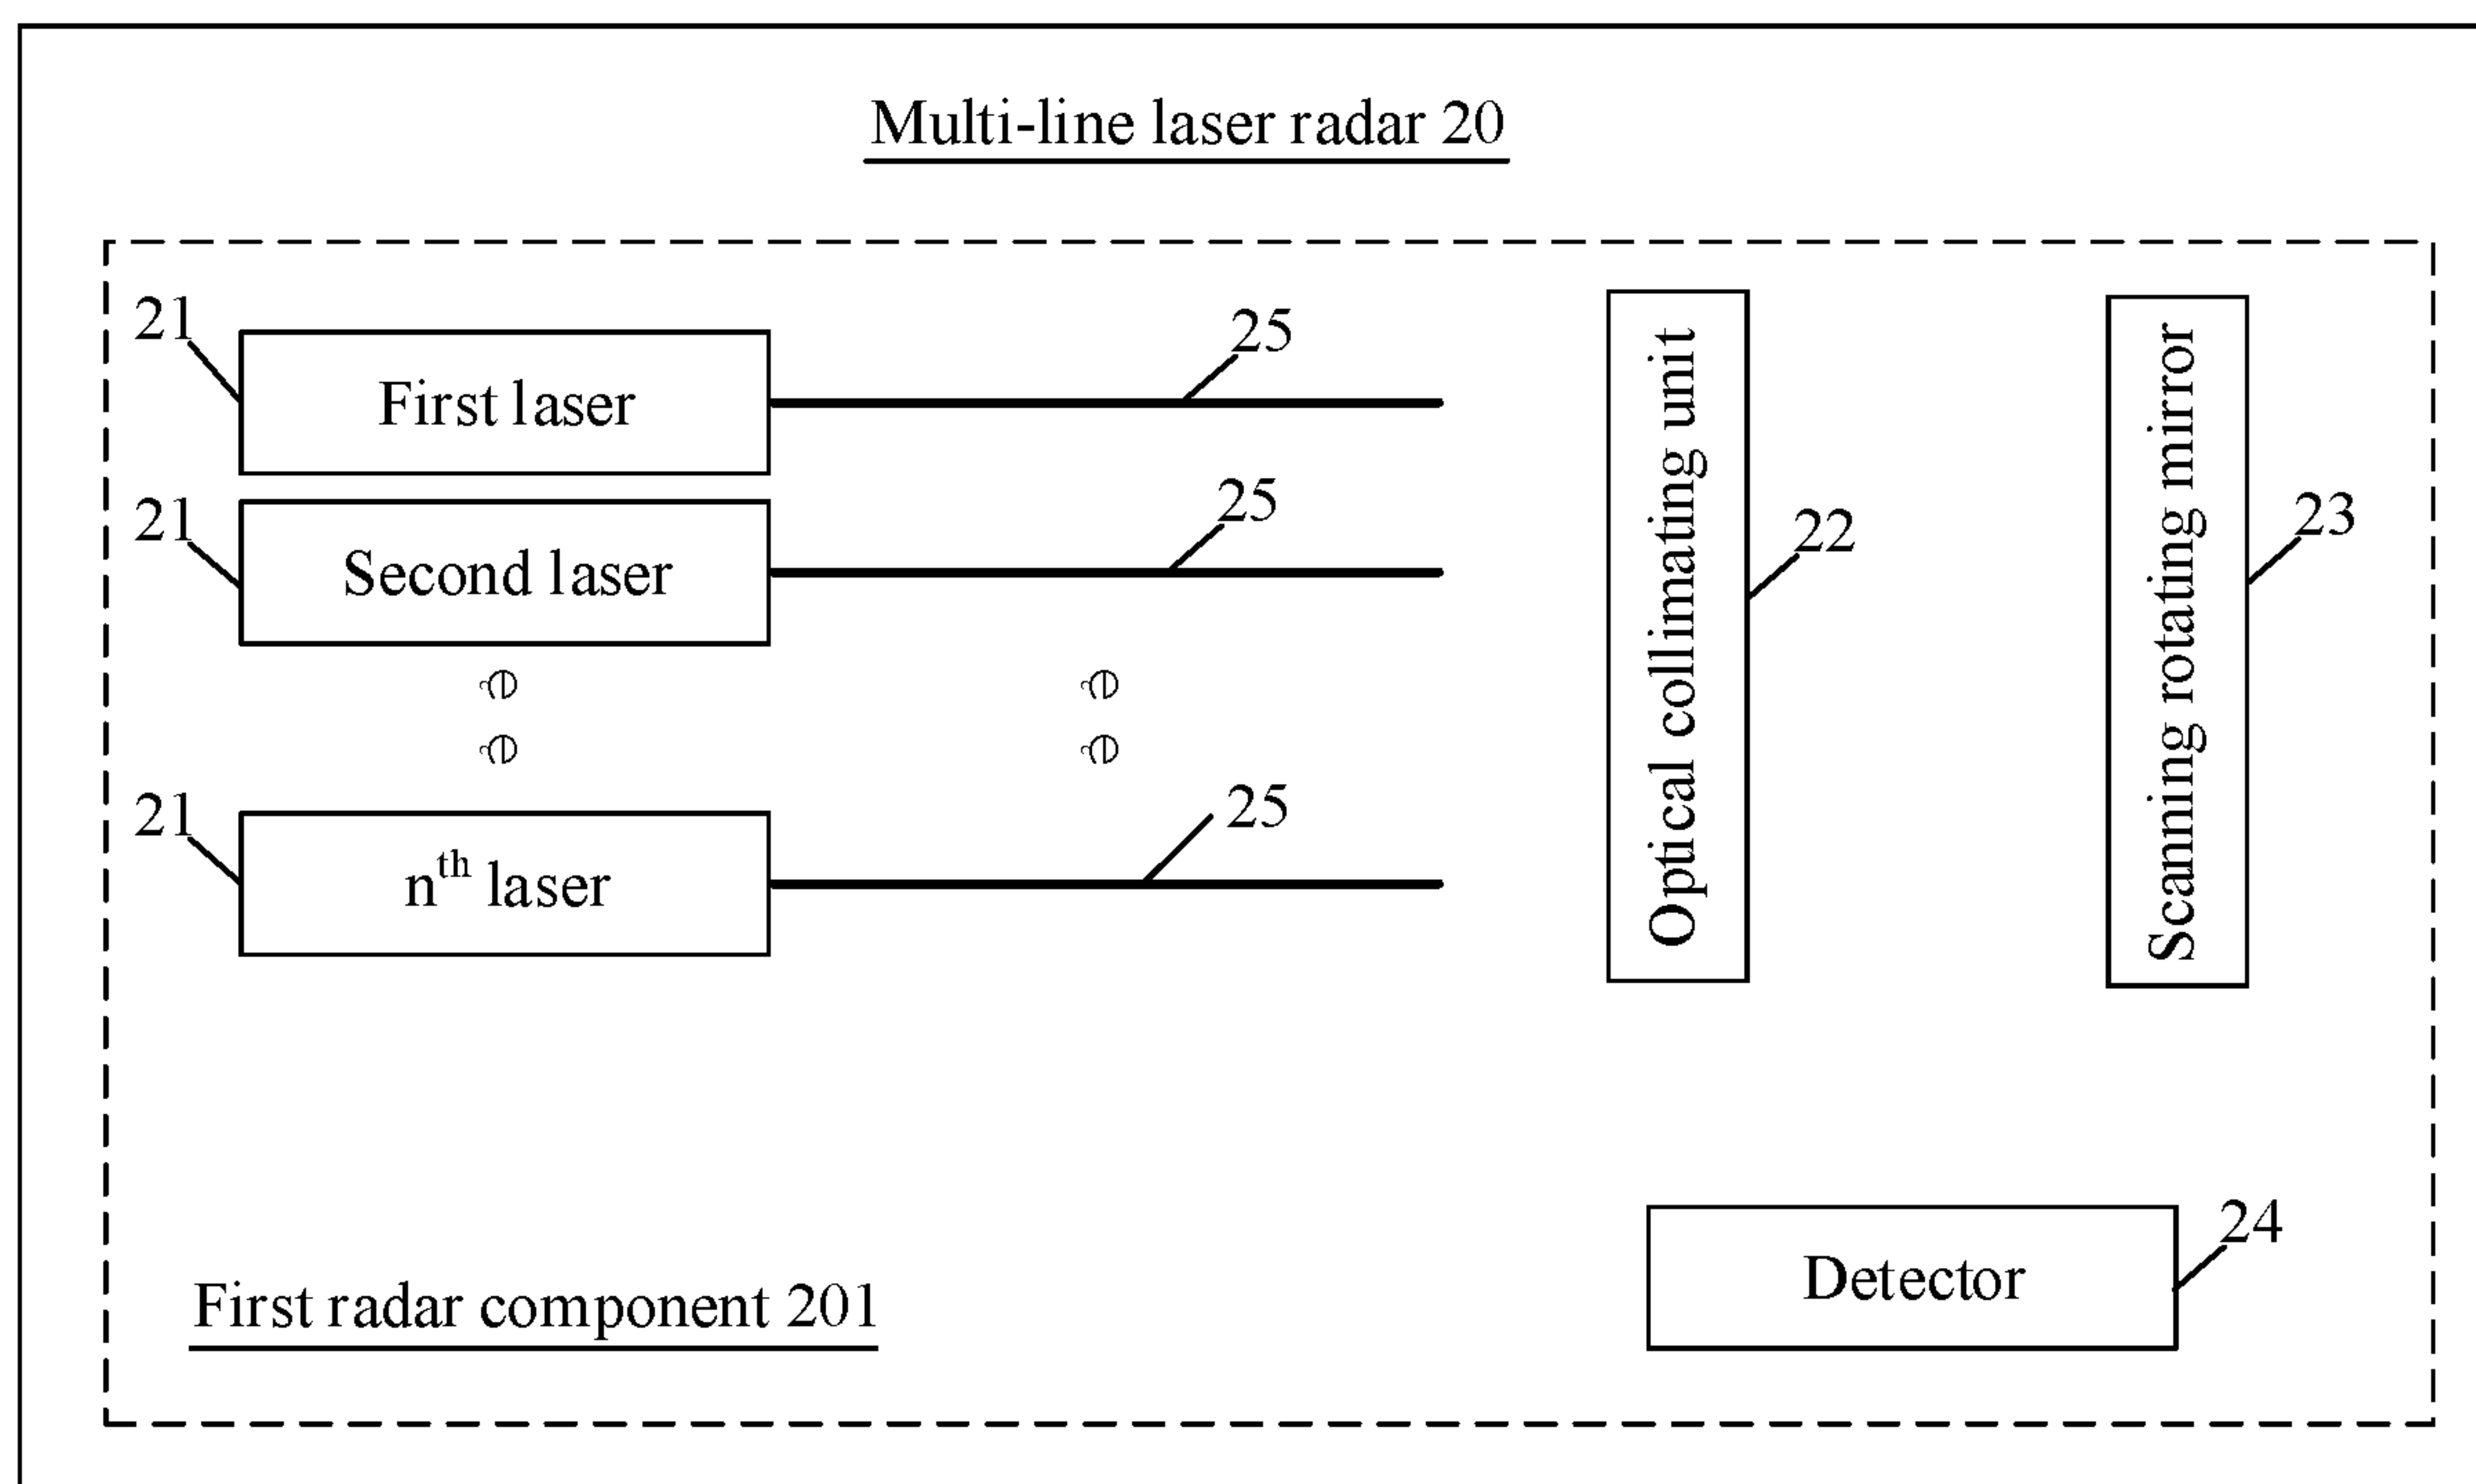 Multi-line laser radar 20
21
First laser
25
21
Second laser
25
21
nth laser
25
Optical collimating unit
22
Scanning rotating mirror
23
Detector
24
First radar component 201